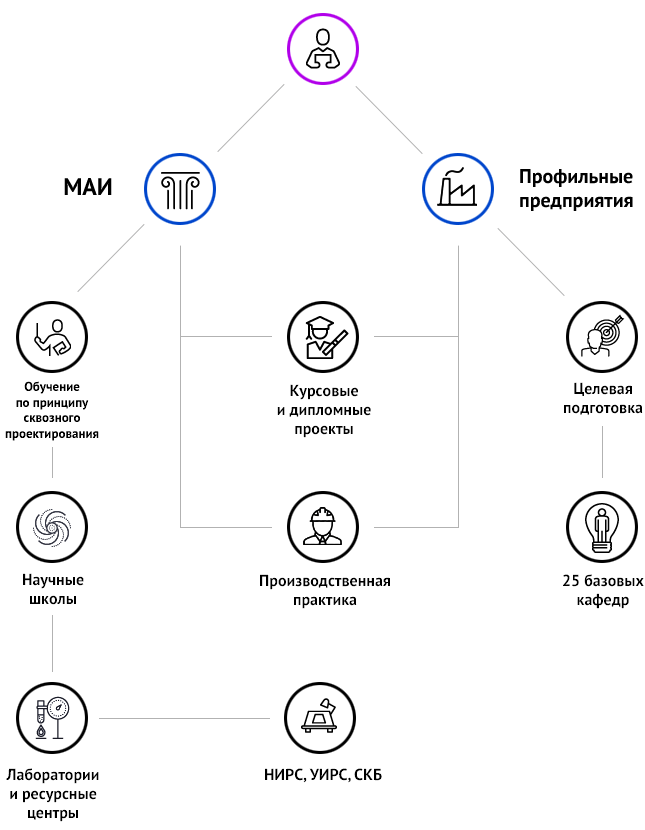 МАИ
Профильные
предприятия
Обучение
по принципу
сквозного
проектирования
Курсовые
и дипломные
проекты
Целевая
подготовка
Научные
школы
Производственная
практика
25 базовых
кафедр
Лаборатории
и ресурсные
центры
НИРС, УИРС, СКБ